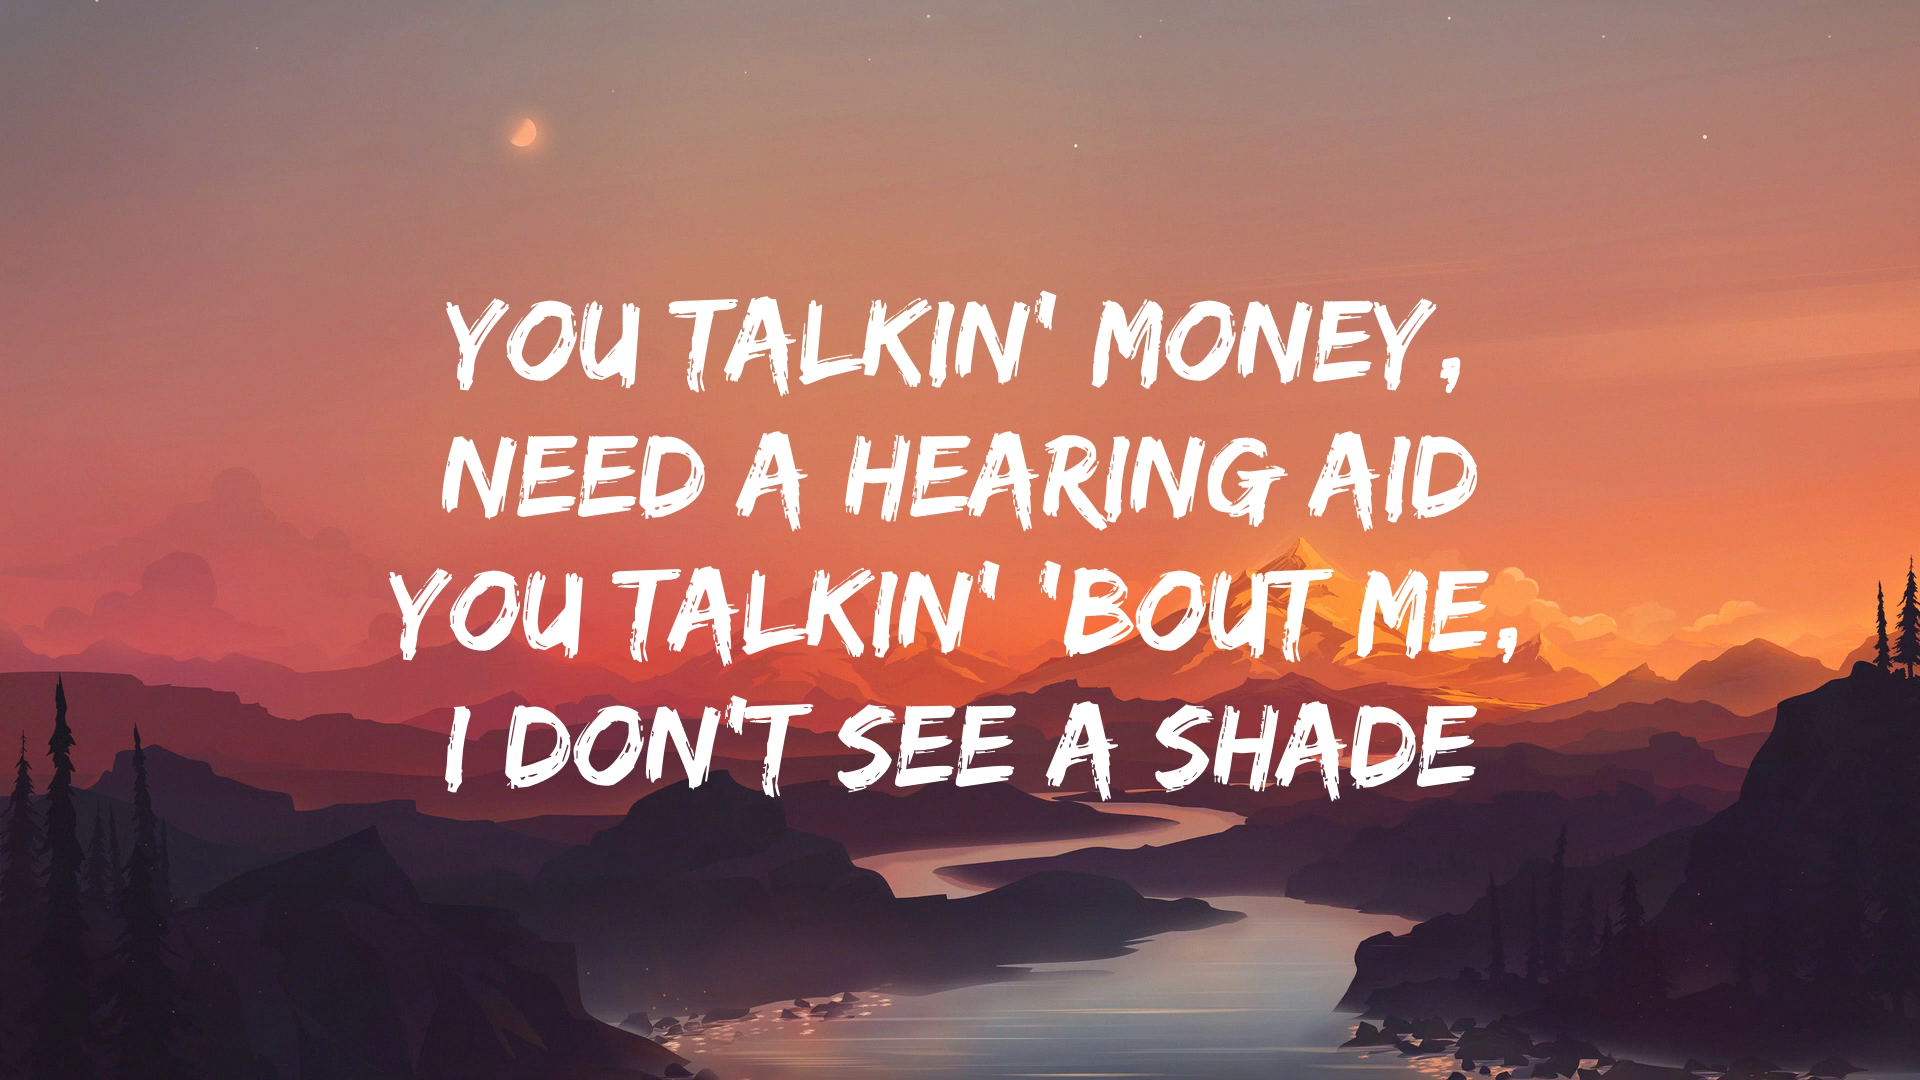 YOU TALKIN' MONEY,
NEED A HEARING AID
YOU TALKIN' 'BOUT ME,
I DON'T SEE A SHADE